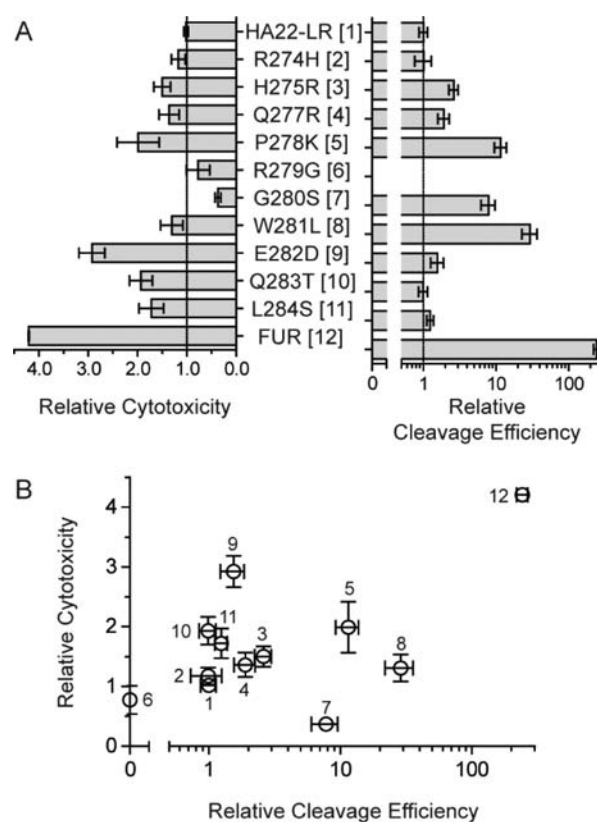 A
HA22-LR [1]
R274H [2]
H275R [3]
Q277R [4]
P278K [5]
R279G [6]
G280S [7]
W281L [8]
E282D [9]
Q283T [10]
L284S [11]
FUR [12]
4.0 3.0 2.0 1.0 0.0
0 1 10 100
Relative Cytotoxicity
Relative
Cleavage Efficiency
B
Relative Cytotoxicity
4
3
2
1
0
12
9
5
10
11
3
8
2
4
6
1
7
0 1 10 100
Relative Cleavage Efficiency